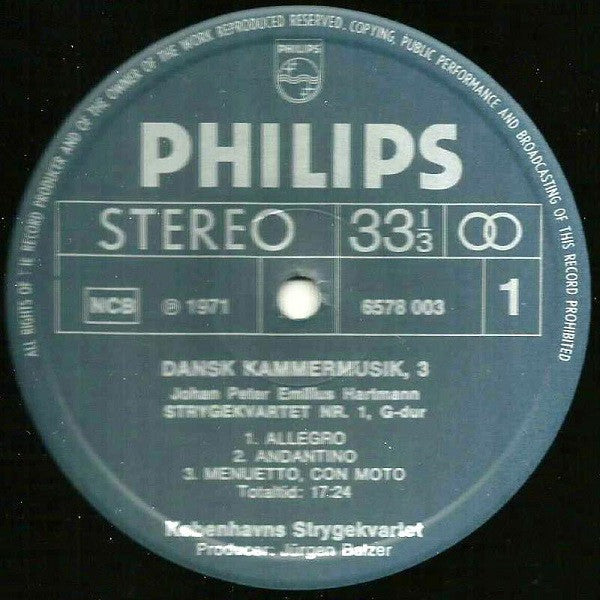 ALL RIGHTS OF THE RECORD PRODUCER AND OF THE OWNER OF THE WORK REPRODUCED RESERVED. COPYING, PUBLIC PERFORMANCE AND BROADCASTING OF THIS RECORD PROHIBITED
PHILIPS
PHILIPS
STEREO 33 1/3
NCB ℗ 1971 6578 003 1
DANSK KAMMERMUSIK, 3
Johan Peter Emilius Hartmann
STRYGEKVARTET NR. 1, G-dur
1. ALLEGRO
2. ANDANTINO
3. MENUETTO, CON MOTO
Totaltid: 17:24
Københavns Strygekvartet
Producer: Jürgen Balzer